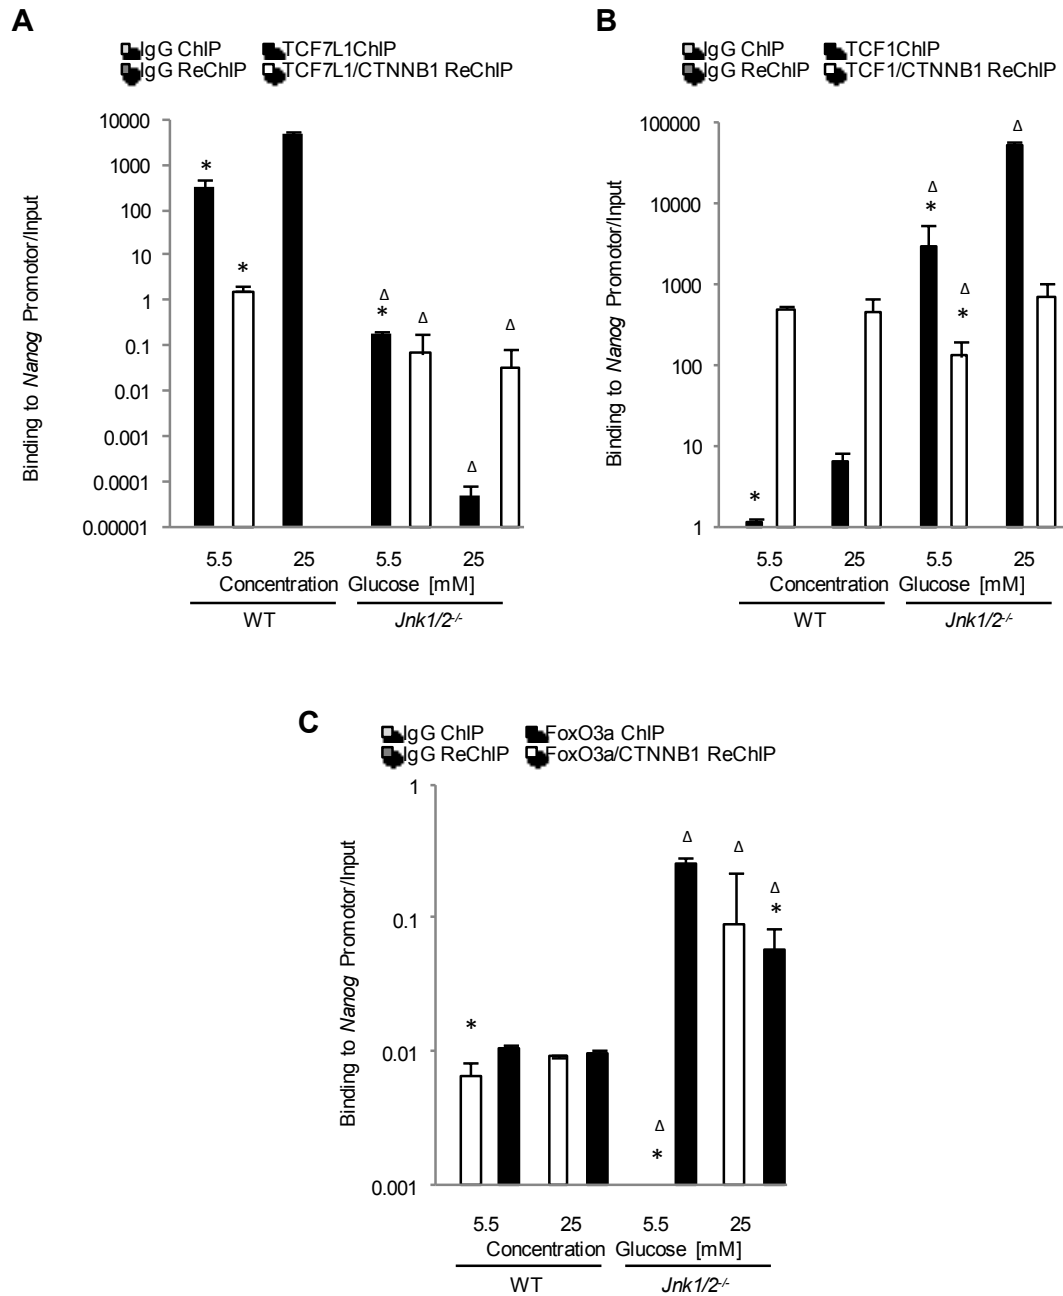 A
IgG ChIP TCF7L1ChIP
IgG ReChIP TCF7L1/CTNNB1 ReChIP
Binding to Nanog Promotor/Input
10000
1000
100
10
1
0.1
0.01
0.001
0.0001
0.00001
* * Δ * Δ Δ Δ
5.5 25 5.5 25
Concentration Glucose [mM]
WT Jnk1/2-/-
B
IgG ChIP TCF1ChIP
IgG ReChIP TCF1/CTNNB1 ReChIP
Binding to Nanog Promotor/Input
100000
10000
1000
100
10
1
* Δ * Δ * Δ
5.5 25 5.5 25
Concentration Glucose [mM]
WT Jnk1/2-/-
C
IgG ChIP FoxO3a ChIP
IgG ReChIP FoxO3a/CTNNB1 ReChIP
Binding to Nanog Promotor/Input
1
0.1
0.01
0.001
* Δ * Δ Δ Δ *
5.5 25 5.5 25
Concentration Glucose [mM]
WT Jnk1/2-/-